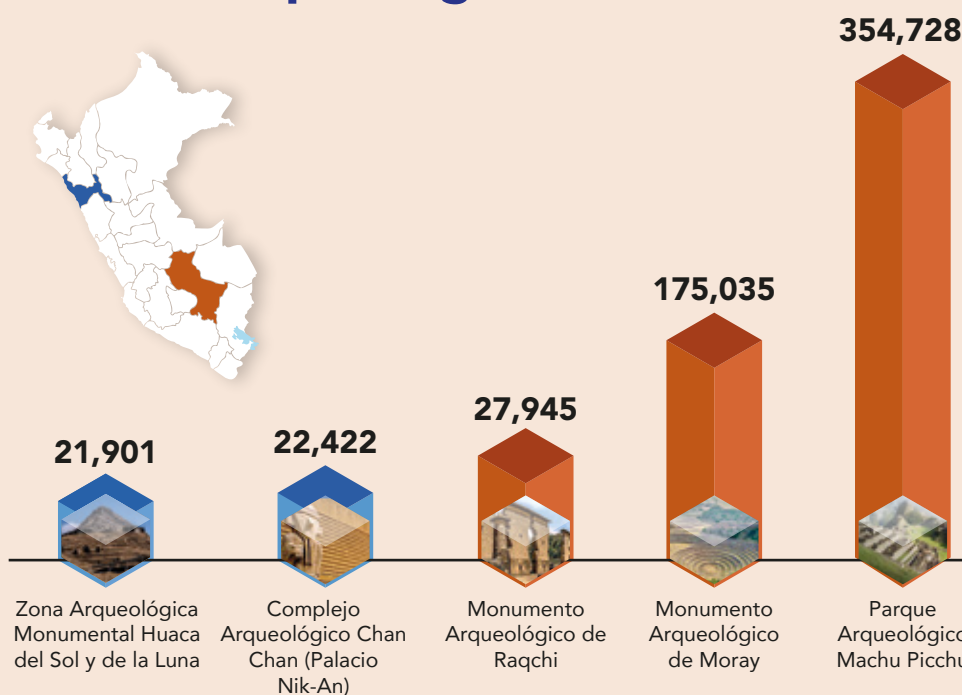 354,728
175,035
27,945
22,422
21,901
Zona Arqueológica
Monumental Huaca
del Sol y de la Luna
Complejo
Arqueológico Chan
Chan (Palacio
Nik-An)
Monumento
Arqueológico de
Raqchi
Monumento
Arqueológico
de Moray
Parque
Arqueológico
Machu Picchu